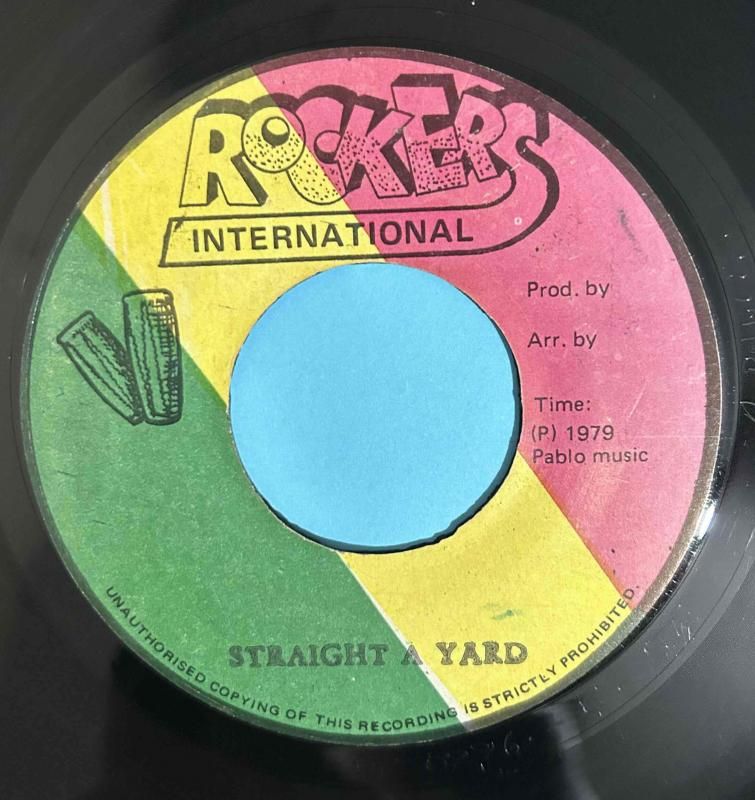 ROCKERS
INTERNATIONAL
Prod. by
Arr. by
Time:
(P) 1979
Pablo music
STRAIGHT A YARD
UNAUTHORISED COPYING OF THIS RECORDING IS STRICTLY PROHIBITED.